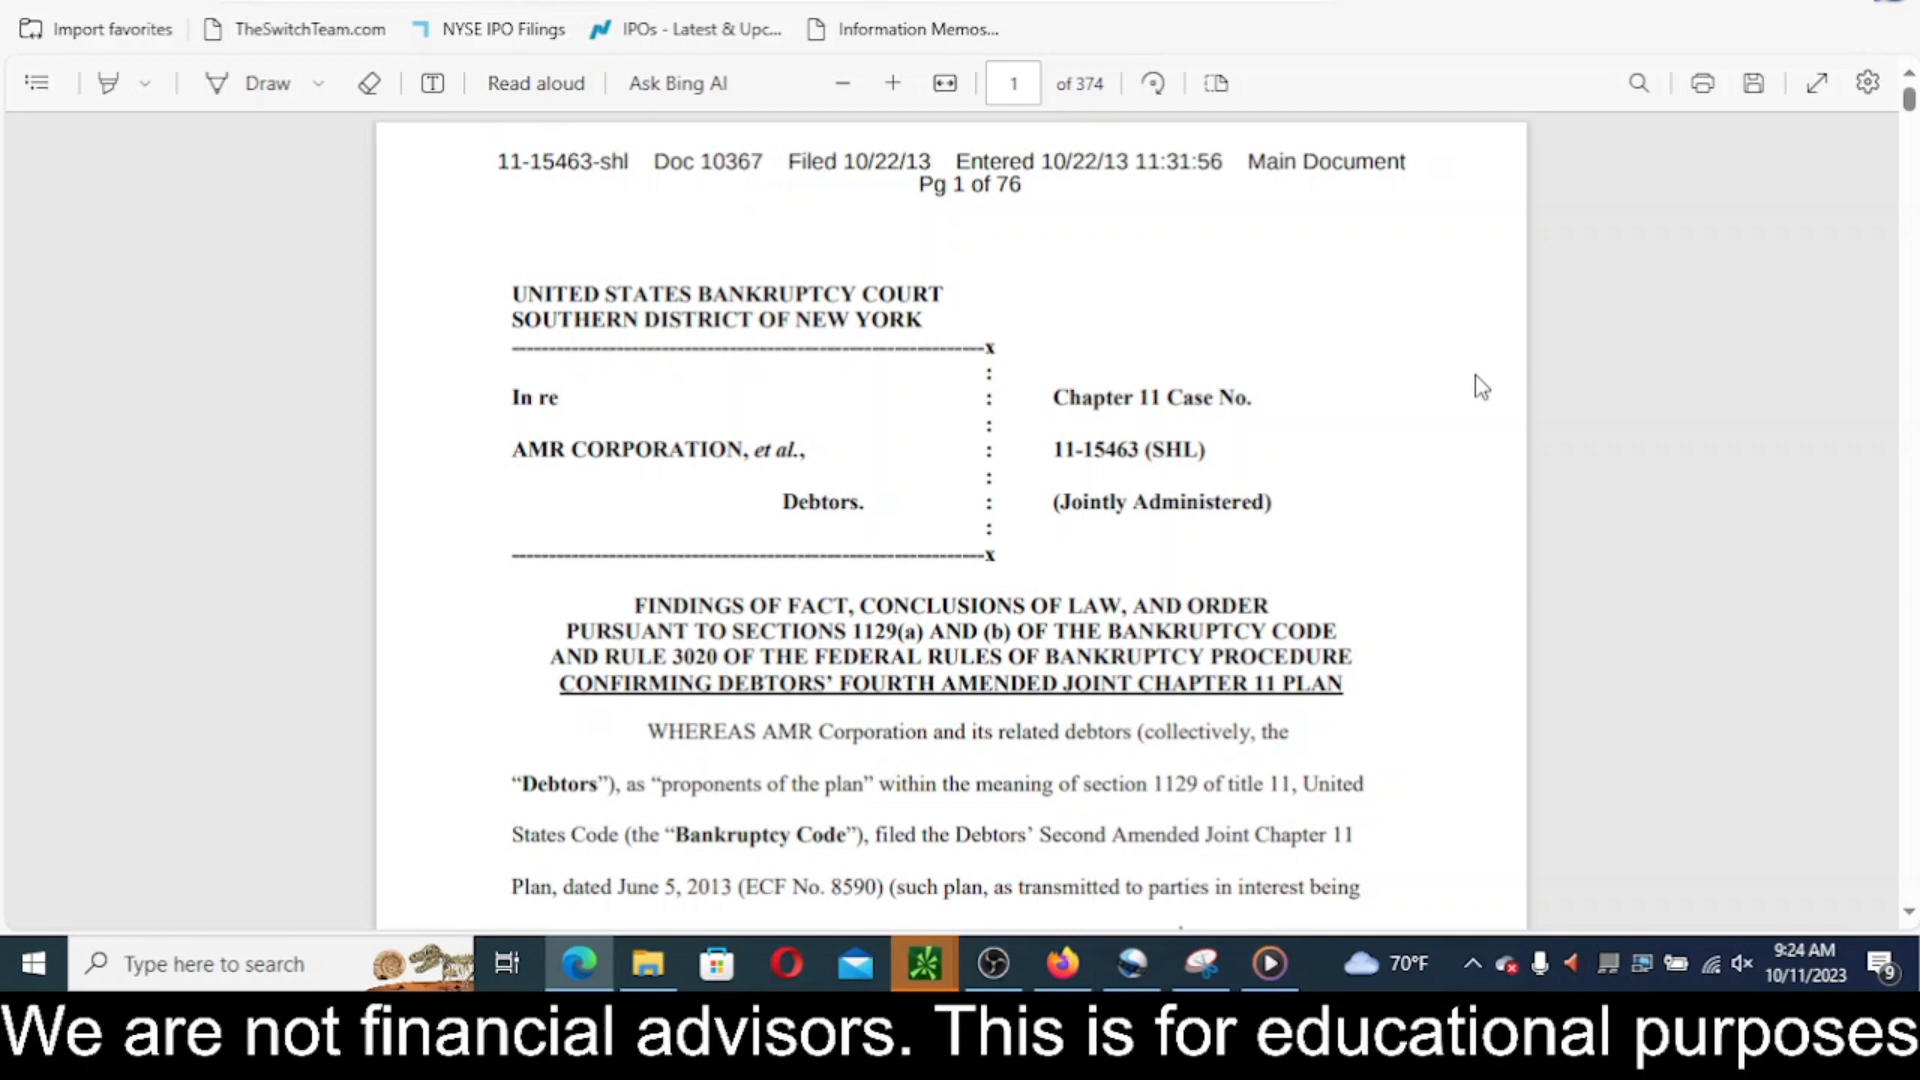 Import favorites TheSwitchTeam.com NYSE IPO Filings IPOs - Latest & Upc... Information Memos...
Draw Read aloud Ask Bing AI 1 of 374
11-15463-shl Doc 10367 Filed 10/22/13 Entered 10/22/13 11:31:56 Main Document
Pg 1 of 76
UNITED STATES BANKRUPTCY COURT
SOUTHERN DISTRICT OF NEW YORK
---------------------------------------------------------------x
:
In re : Chapter 11 Case No.
:
AMR CORPORATION, et al., : 11-15463 (SHL)
:
Debtors. : (Jointly Administered)
:
---------------------------------------------------------------x
FINDINGS OF FACT, CONCLUSIONS OF LAW, AND ORDER
PURSUANT TO SECTIONS 1129(a) AND (b) OF THE BANKRUPTCY CODE
AND RULE 3020 OF THE FEDERAL RULES OF BANKRUPTCY PROCEDURE
CONFIRMING DEBTORS’ FOURTH AMENDED JOINT CHAPTER 11 PLAN
WHEREAS AMR Corporation and its related debtors (collectively, the
“Debtors”), as “proponents of the plan” within the meaning of section 1129 of title 11, United
States Code (the “Bankruptcy Code”), filed the Debtors’ Second Amended Joint Chapter 11
Plan, dated June 5, 2013 (ECF No. 8590) (such plan, as transmitted to parties in interest being
Type here to search 70°F 9:24 AM
10/11/2023 9
We are not financial advisors. This is for educational purposes